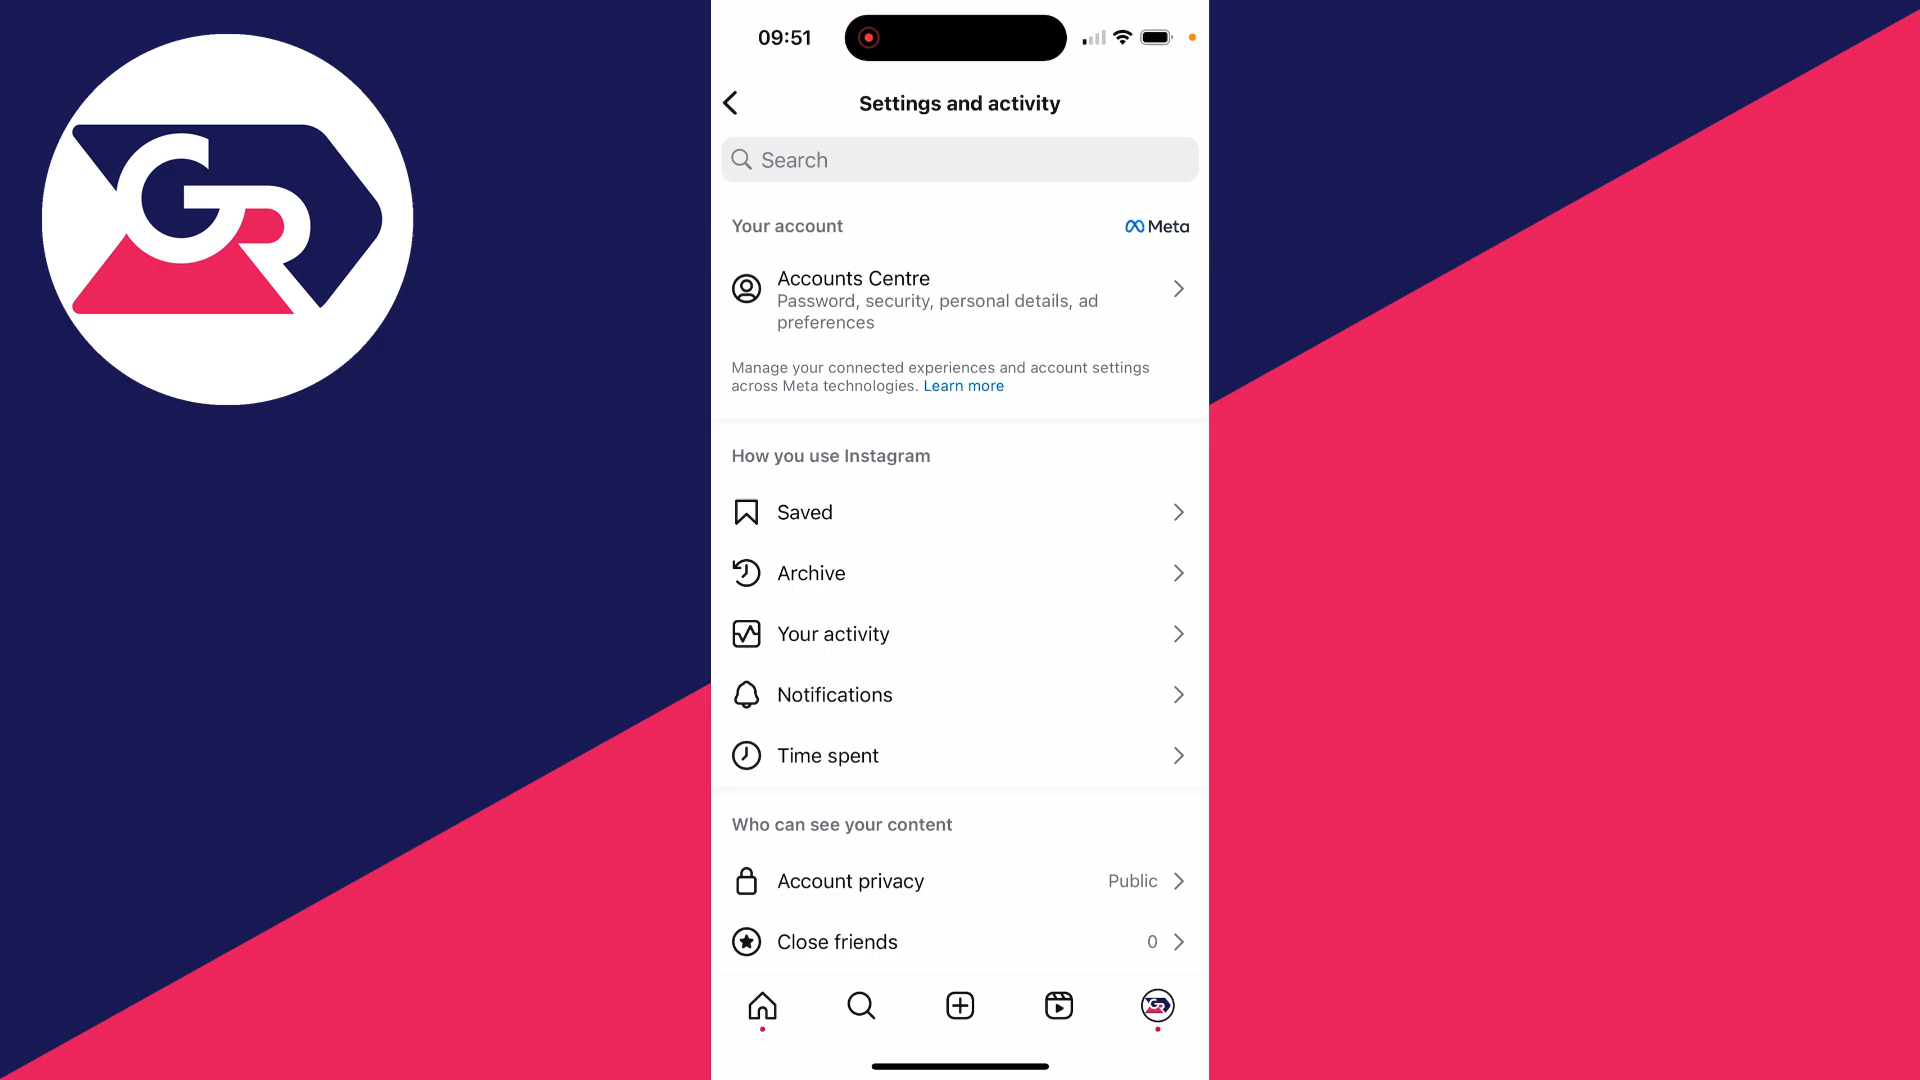 GR
09:51
Settings and activity
Search
Your account
Meta
Accounts Centre
Password, security, personal details, ad
preferences
Manage your connected experiences and account settings
across Meta technologies. Learn more
How you use Instagram
Saved
Archive
Your activity
Notifications
Time spent
Who can see your content
Account privacy
Public
Close friends
0
GR